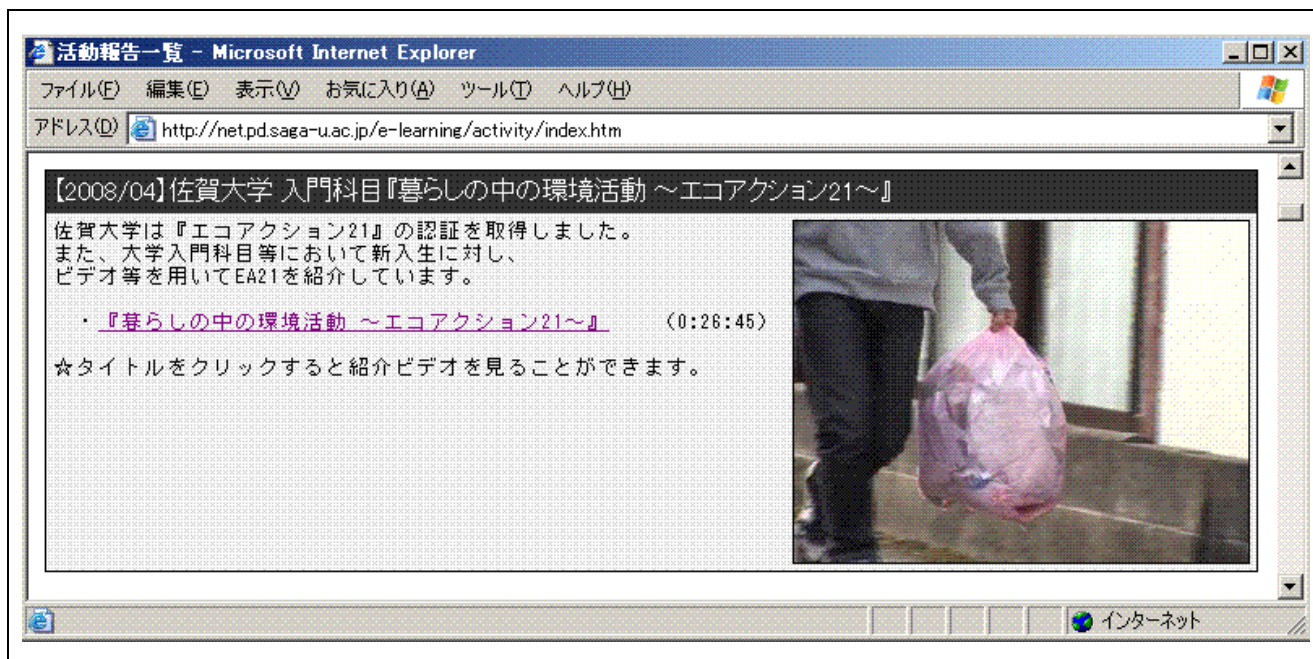 活動報告一覧 - Microsoft Internet Explorer
ファイル(F) 編集(E) 表示(V) お気に入り(A) ツール(T) ヘルプ(H)
アドレス(D) http://net.pd.saga-u.ac.jp/e-learning/activity/index.htm
【2008/04】佐賀大学 入門科目『暮らしの中の環境活動 ～エコアクション21～』
佐賀大学は『エコアクション21』の認証を取得しました。
また、大学入門科目等において新入生に対し、
ビデオ等を用いてEA21を紹介しています。
・『暮らしの中の環境活動 ～エコアクション21～』 (0:26:45)
☆タイトルをクリックすると紹介ビデオを見ることができます。
インターネット